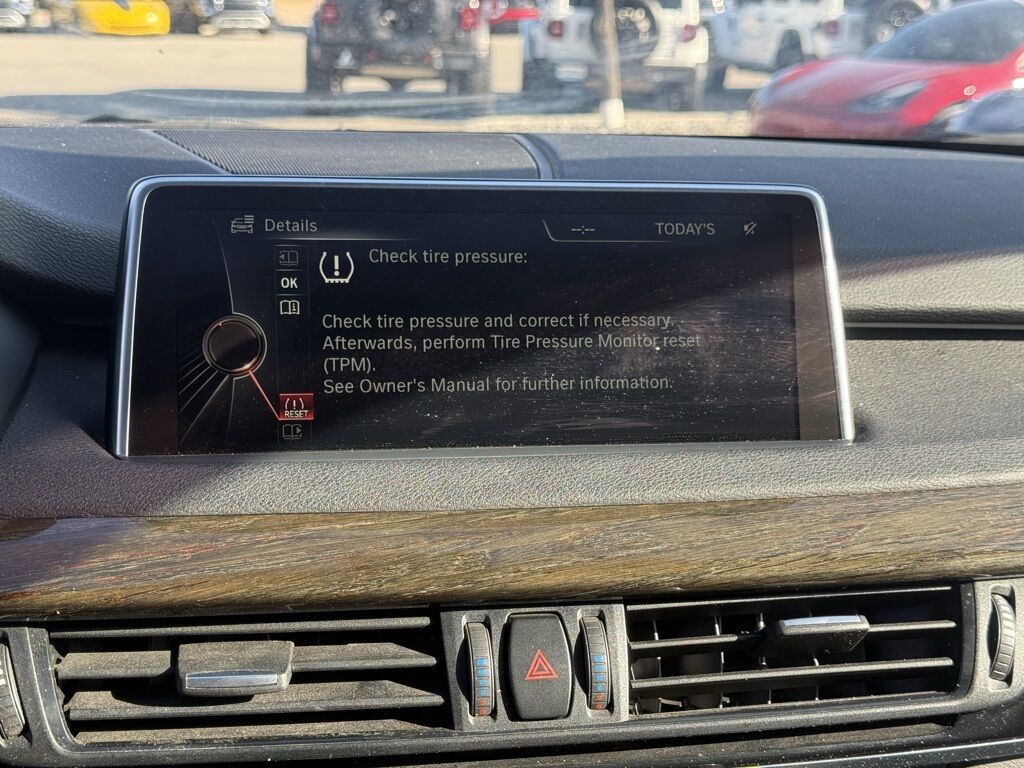 Details
--:--
TODAY'S
Check tire pressure:
OK
Check tire pressure and correct if necessary.
Afterwards, perform Tire Pressure Monitor reset
(TPM).
See Owner's Manual for further information.
RESET